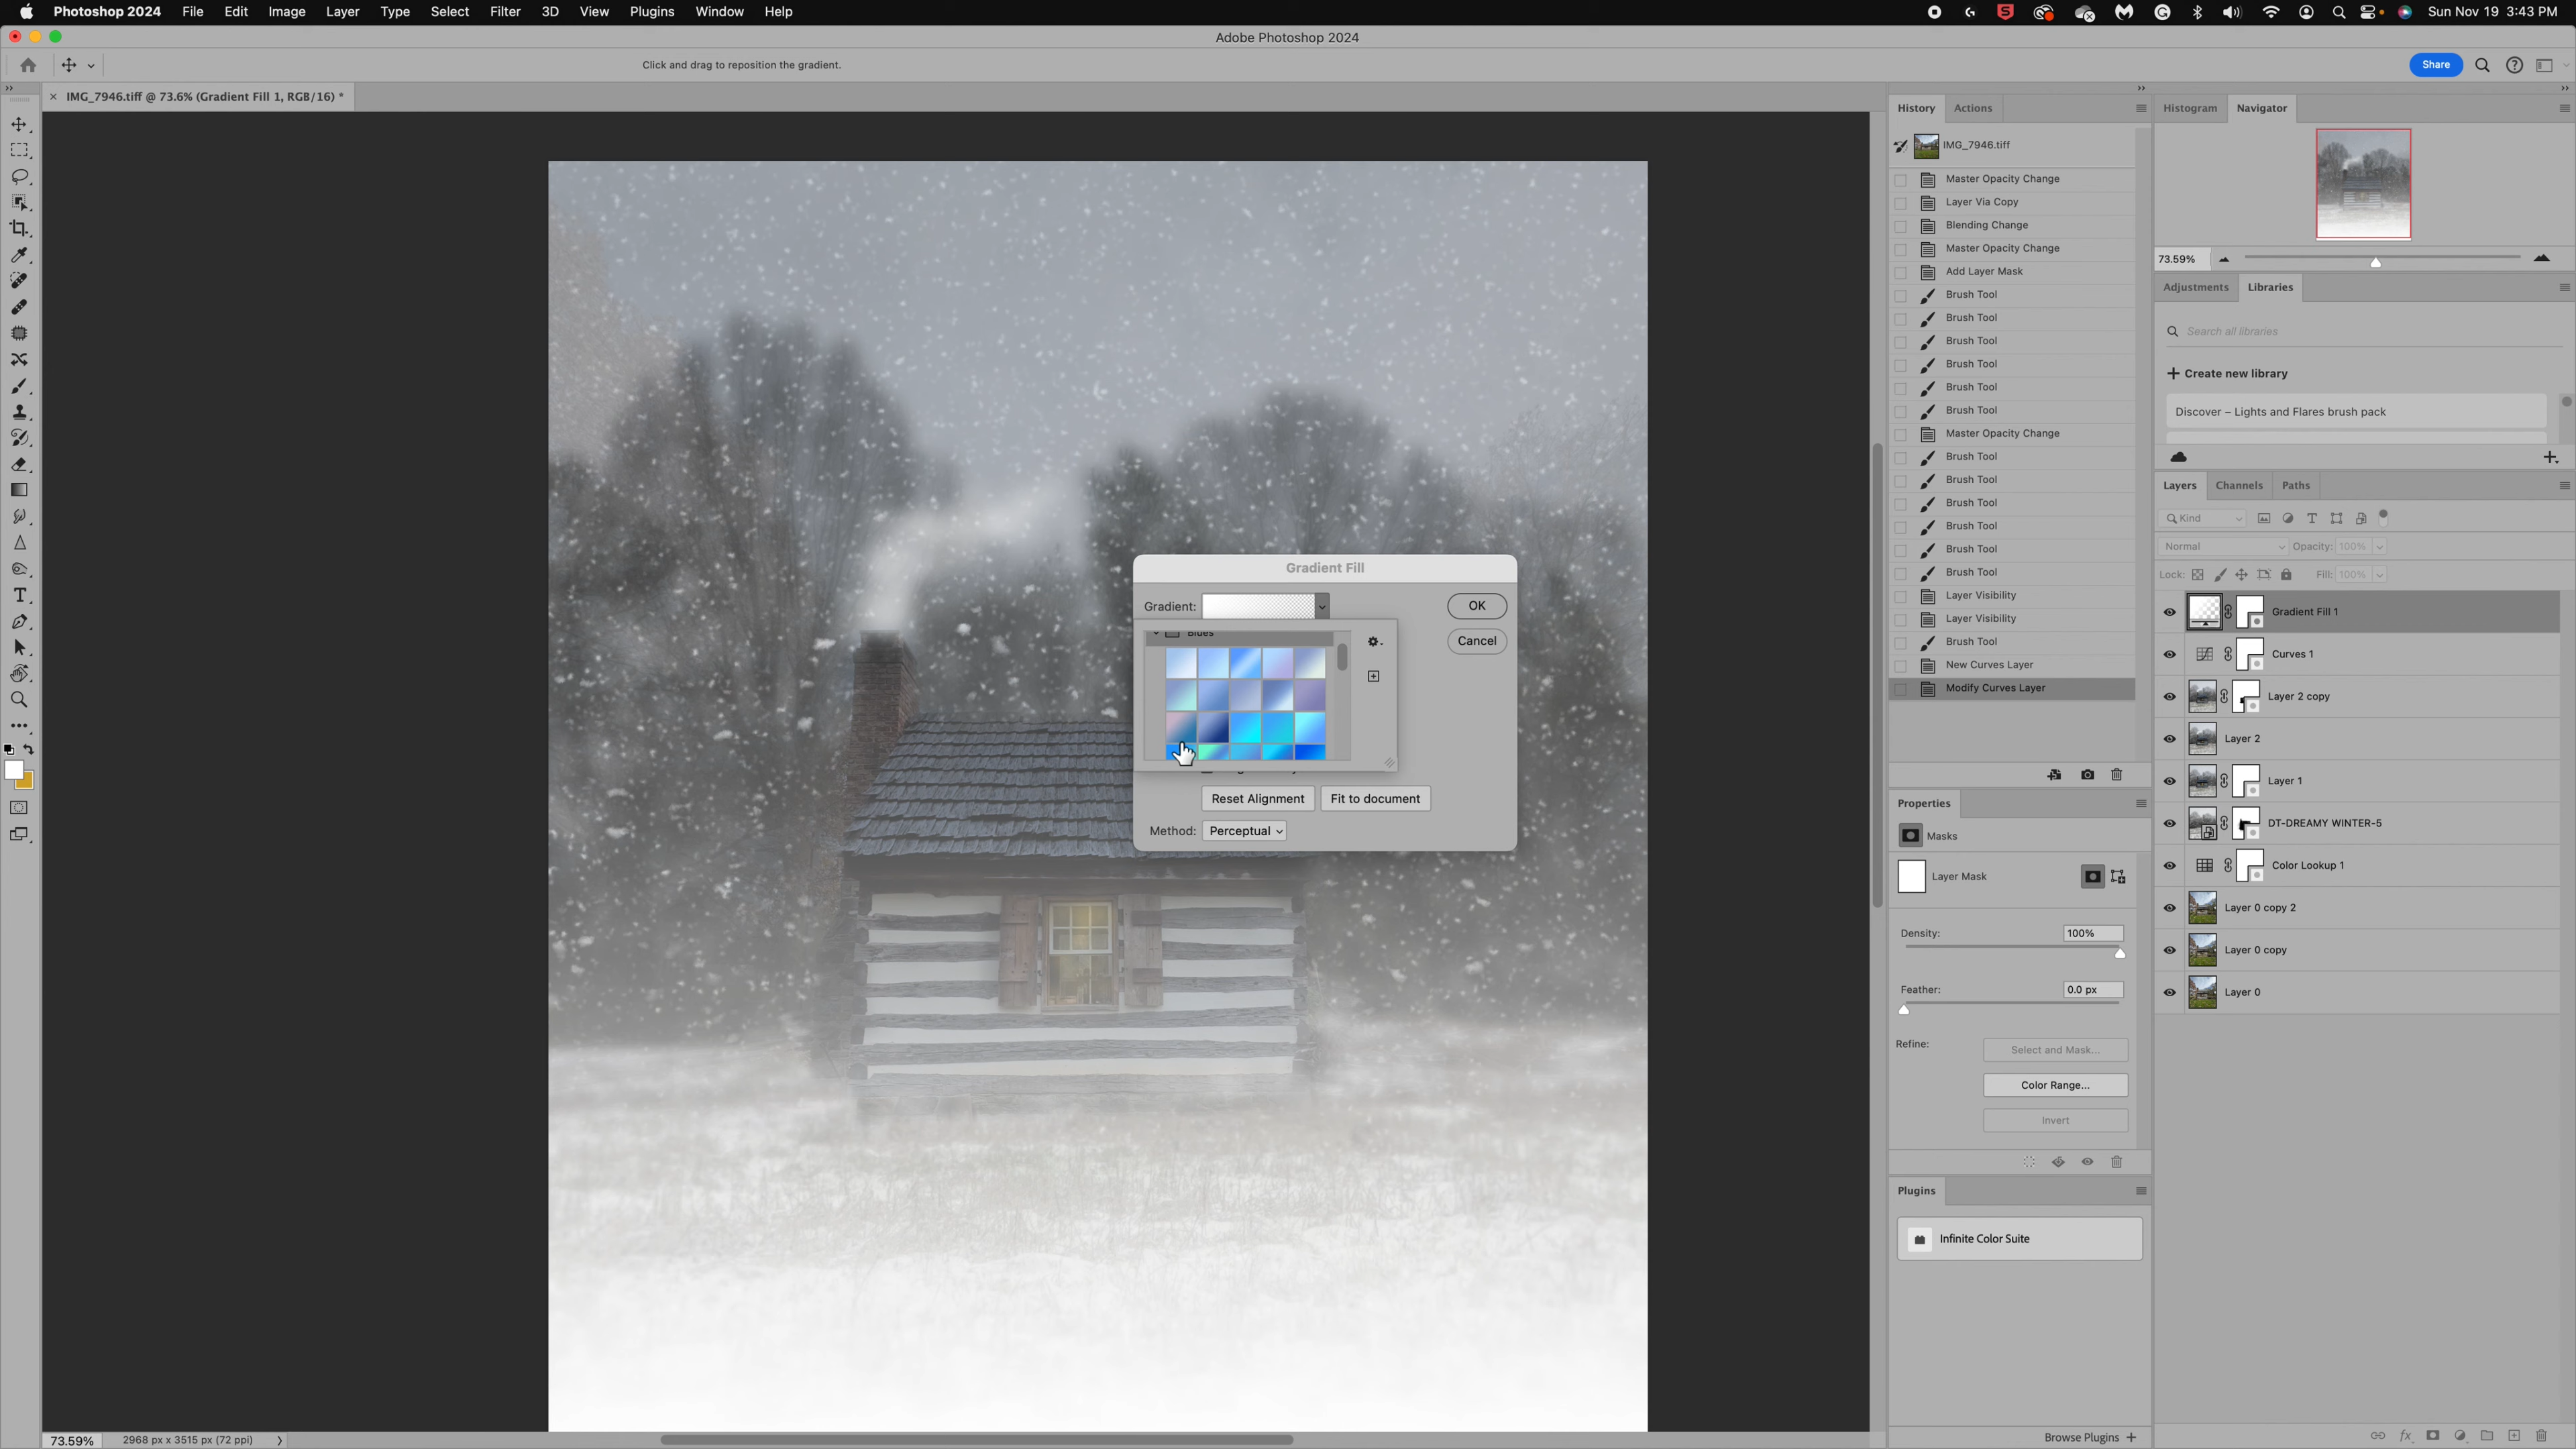 Photoshop 2024 File Edit Image Layer Type Select Filter 3D View Plugins Window Help Sun Nov 19 3:43 PM
Adobe Photoshop 2024
Click and drag to reposition the gradient. Share
IMG_7946.tiff @ 73.6% (Gradient Fill 1, RGB/16) *
History Actions
IMG_7946.tiff
Master Opacity Change
Layer Via Copy
Blending Change
Master Opacity Change
Add Layer Mask
Brush Tool
Brush Tool
Brush Tool
Brush Tool
Brush Tool
Brush Tool
Master Opacity Change
Brush Tool
Brush Tool
Brush Tool
Brush Tool
Brush Tool
Brush Tool
Layer Visibility
Layer Visibility
Brush Tool
New Curves Layer
Modify Curves Layer
Gradient Fill
Gradient:
OK
Blues
Cancel
Reset Alignment Fit to document
Method: Perceptual
Properties
Masks
Layer Mask
Density: 100%
Feather: 0.0 px
Refine: Select and Mask...
Color Range...
Invert
Plugins
Infinite Color Suite
Browse Plugins +
Histogram Navigator
73.59%
Adjustments Libraries
Search all libraries
+ Create new library
Discover – Lights and Flares brush pack
Layers Channels Paths
Kind
Normal Opacity: 100%
Lock: Fill: 100%
Gradient Fill 1
Curves 1
Layer 2 copy
Layer 2
Layer 1
DT-DREAMY WINTER-5
Color Lookup 1
Layer 0 copy 2
Layer 0 copy
Layer 0
fx
73.59% 2968 px x 3515 px (72 ppi)